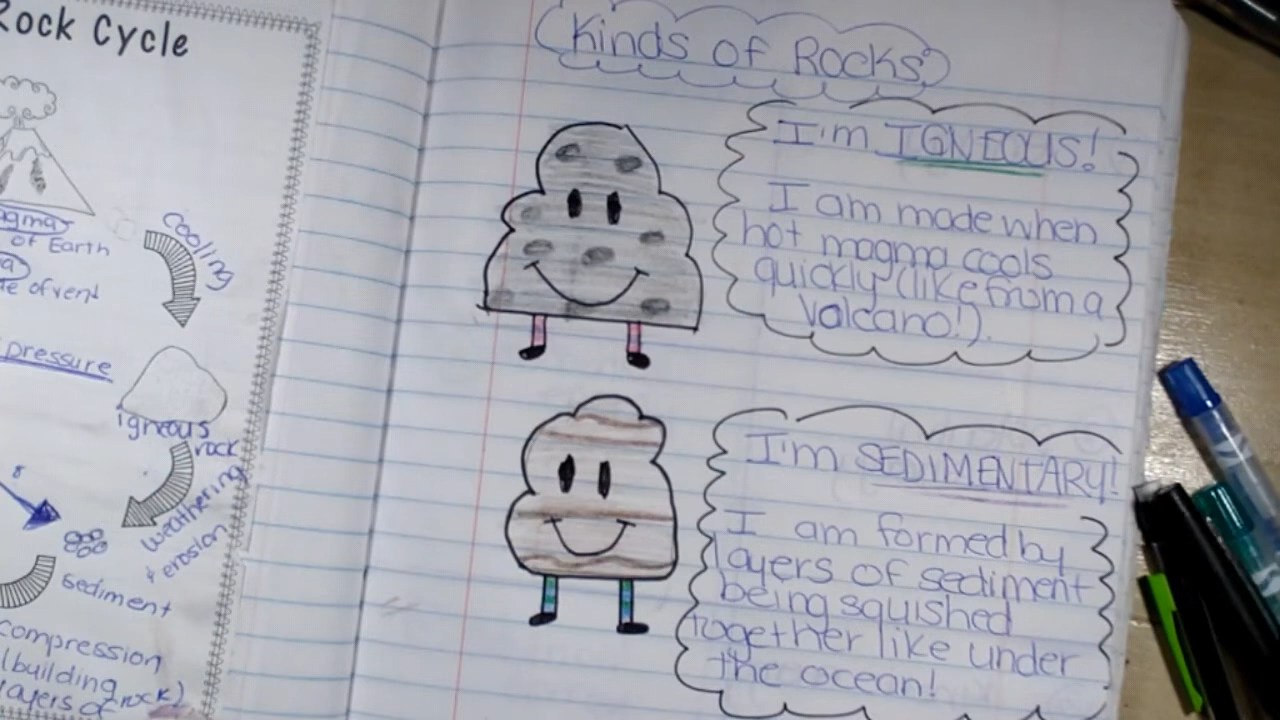 Rock Cycle
cooling
of Earth
of vent
pressure
igneous
rock
weathering
& erosion
sediment
compression
(building
layers of rock)
Kinds of Rocks
I'm IGNEOUS!
I am made when
hot magma cools
quickly (like from a
Volcano!).
I'm SEDIMENTARY!
I am formed by
layers of sediment
being squished
together like under
the ocean!